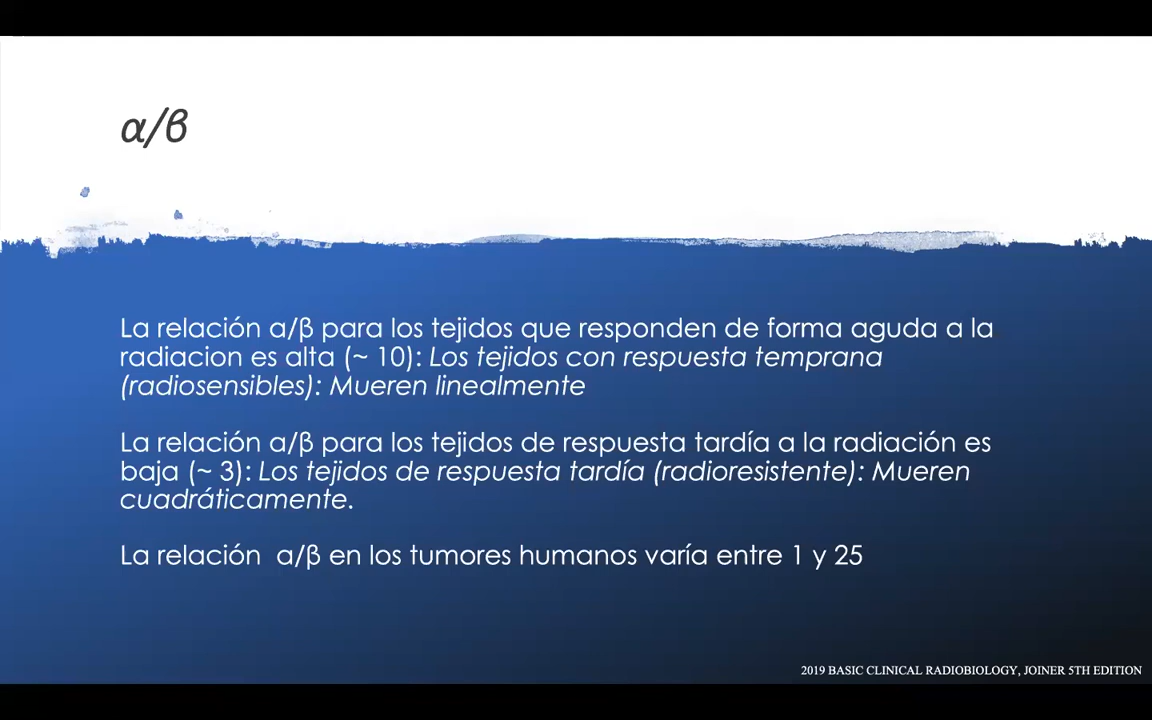 α/β
La relación α/β para los tejidos que responden de forma aguda a la
radiacion es alta (~ 10): Los tejidos con respuesta temprana
(radiosensibles): Mueren linealmente
La relación α/β para los tejidos de respuesta tardía a la radiación es
baja (~ 3): Los tejidos de respuesta tardía (radioresistente): Mueren
cuadráticamente.
La relación  α/β en los tumores humanos varía entre 1 y 25
2019 BASIC CLINICAL RADIOBIOLOGY, JOINER 5TH EDITION